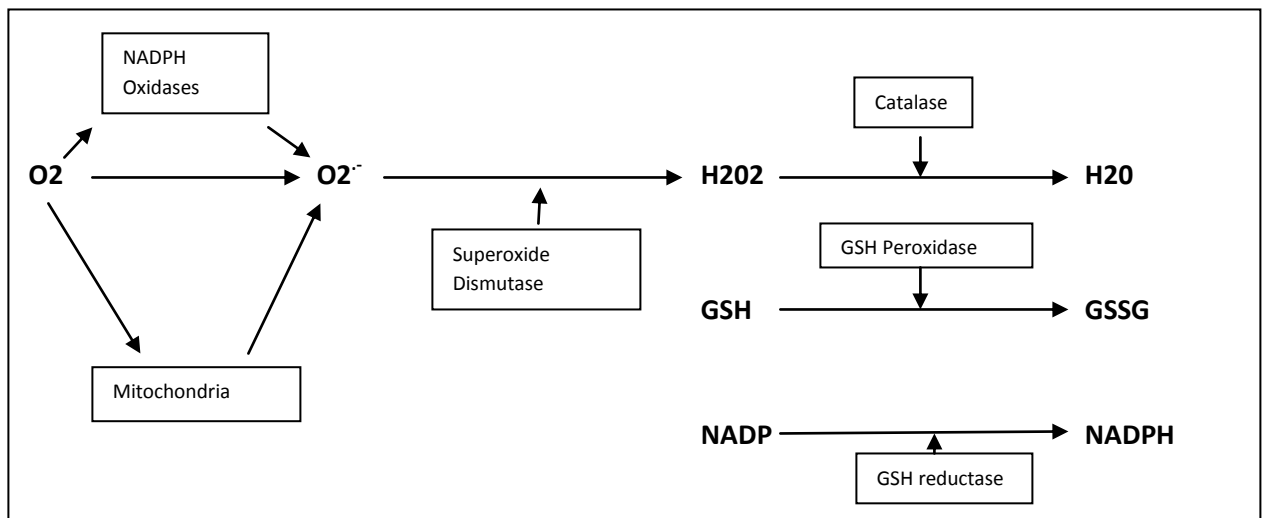 NADPH
Oxidases
Catalase
O2
O2·-
H202
H20
Superoxide
Dismutase
GSH Peroxidase
GSH
GSSG
Mitochondria
NADP
NADPH
GSH reductase